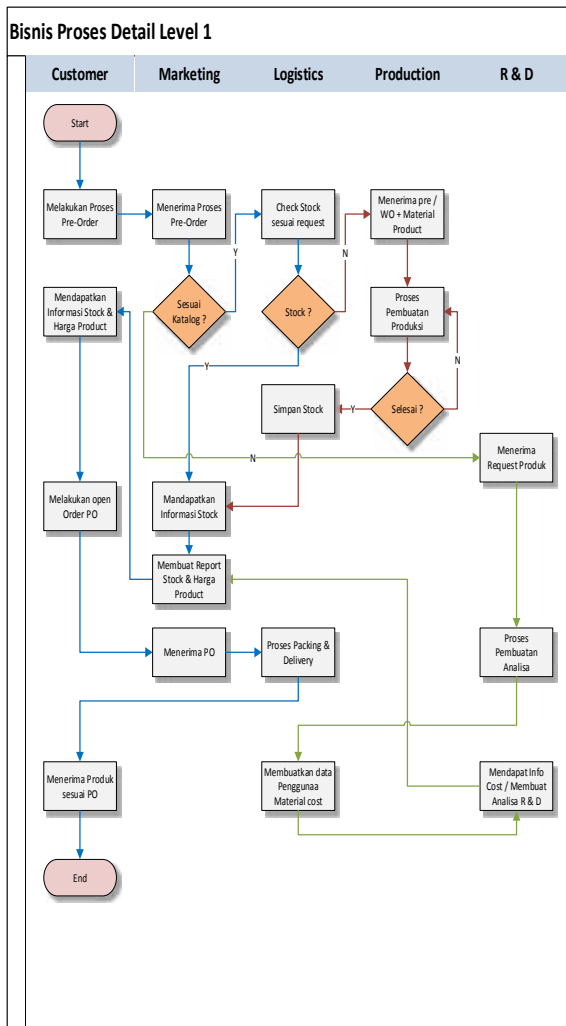 Bisnis Proses Detail Level 1
Customer
Marketing
Logistics
Production
R & D
Start
Melakukan Proses
Pre-Order
Menerima Proses
Pre-Order
Check Stock
sesuai request
Menerima pre /
WO + Material
Product
Y
N
Mendapatkan
Informasi Stock &
Harga Product
Sesuai
Katalog ?
Stock ?
Proses
Pembuatan
Produksi
N
Y
Simpan Stock
Y
Selesai ?
N
Menerima
Request Produk
Melakukan open
Order PO
Mandapatkan
Informasi Stock
Membuat Report
Stock & Harga
Product
Menerima PO
Proses Packing &
Delivery
Proses
Pembuatan
Analisa
Menerima Produk
sesuai PO
Membuatkan data
Penggunaa
Material cost
Mendapat Info
Cost / Membuat
Analisa R & D
End